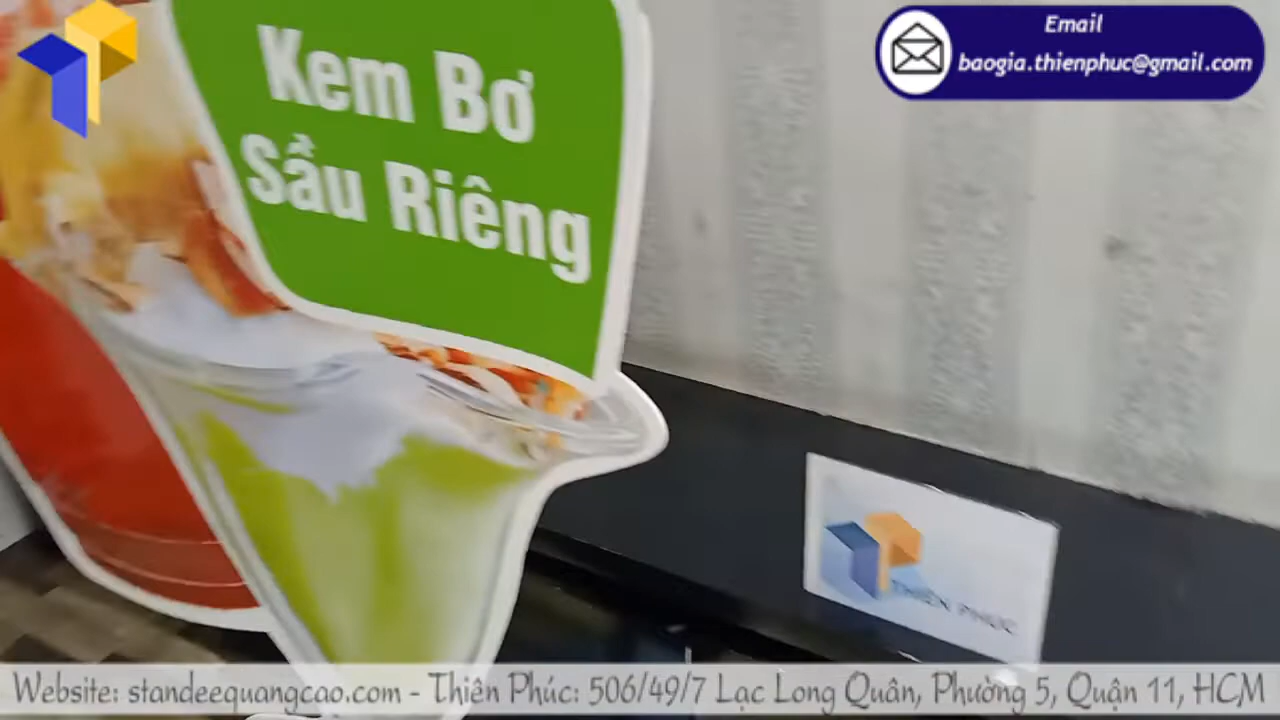 Email
baogia.thienphuc@gmail.com
Kem Bơ
Sầu Riêng
THIÊN PHÚC
Website: standeequangcao.com - Thiên Phúc: 506/49/7 Lạc Long Quân, Phường 5, Quận 11, HCM